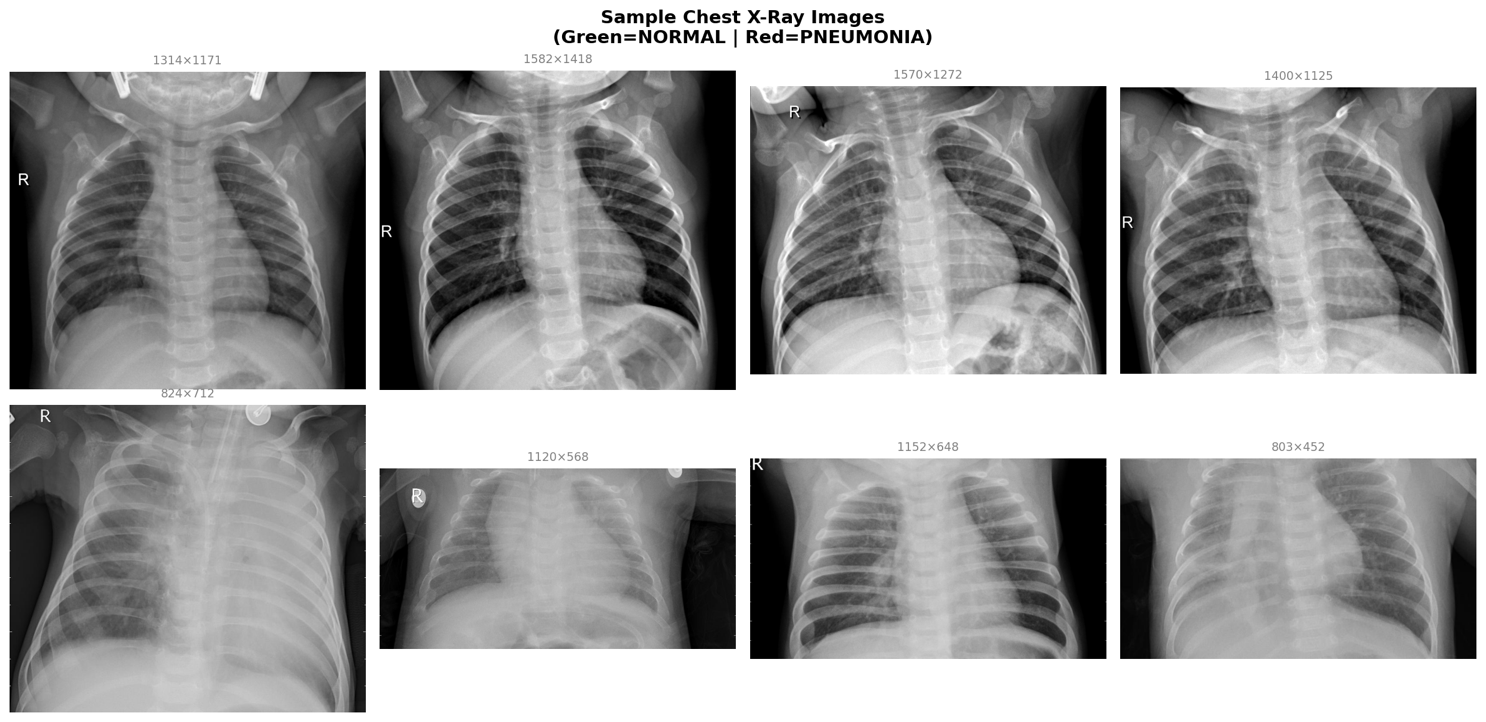 Sample Chest X-Ray Images
(Green=NORMAL | Red=PNEUMONIA)
1314×1171
1582×1418
1570×1272
1400×1125
R
R
R
R
824×712
1120×568
1152×648
803×452
R
R
R